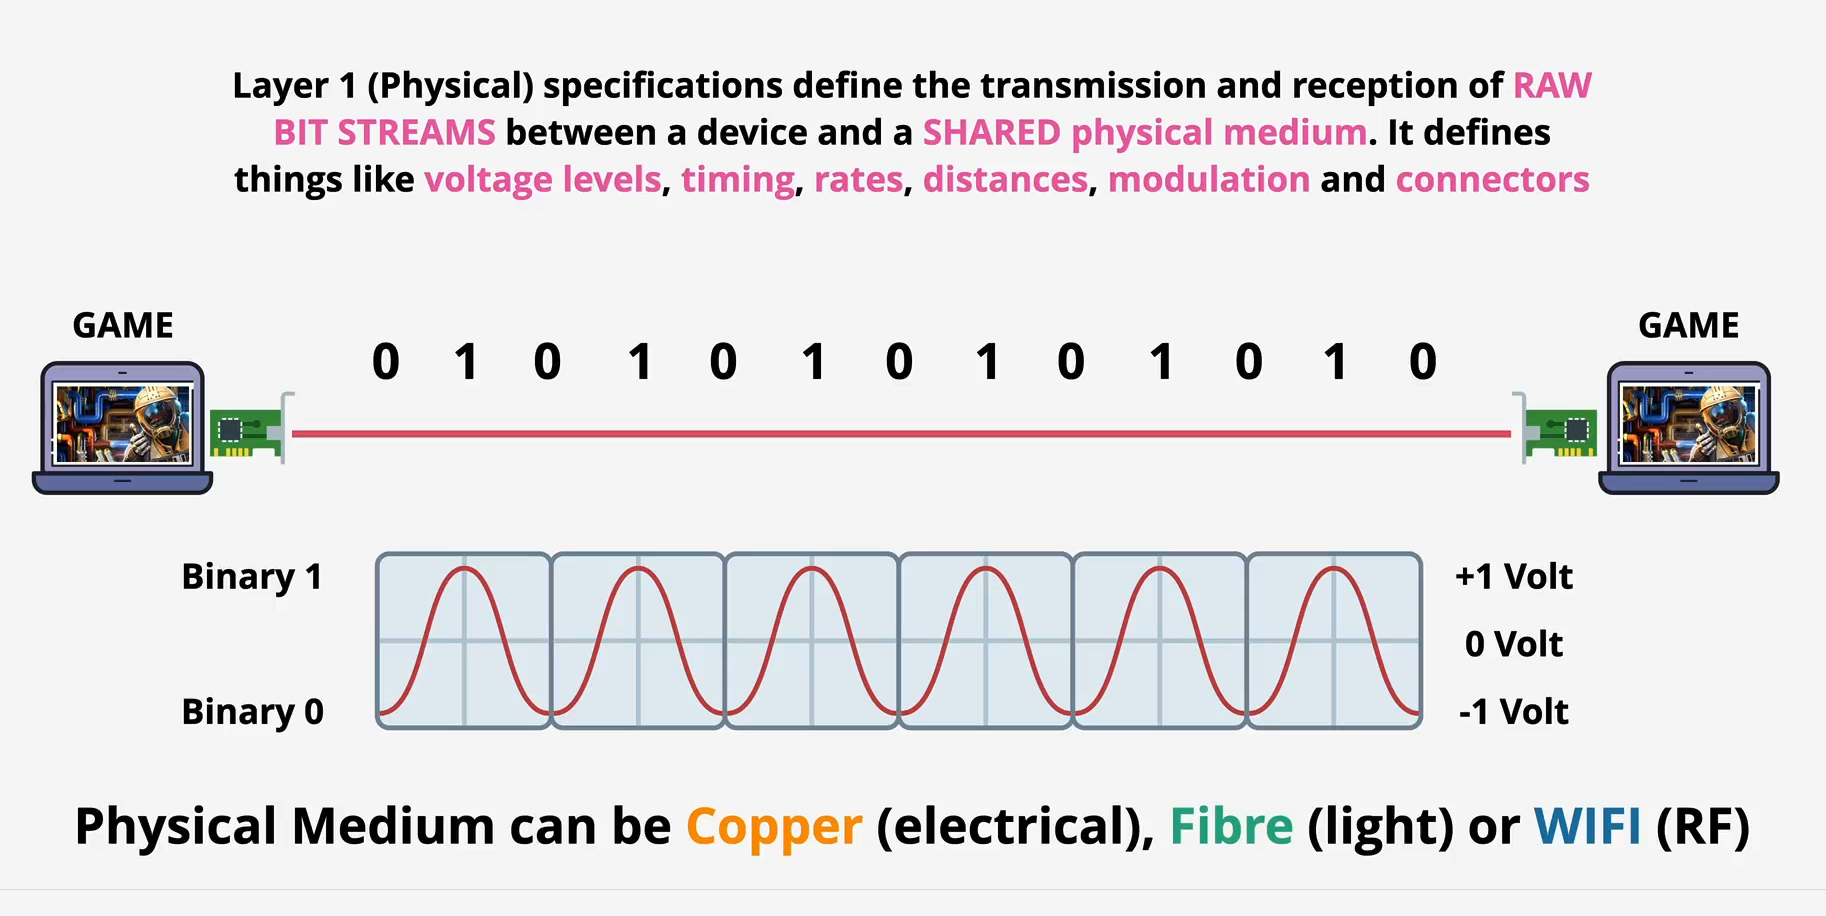 Layer 1 (Physical) specifications define the transmission and reception of RAW
BIT STREAMS between a device and a SHARED physical medium. It defines
things like voltage levels, timing, rates, distances, modulation and connectors
GAME
GAME
0 1 0 1 0 1 0 1 0 1 0 1 0
Binary 1
+1 Volt
0 Volt
Binary 0
-1 Volt
Physical Medium can be Copper (electrical), Fibre (light) or WIFI (RF)